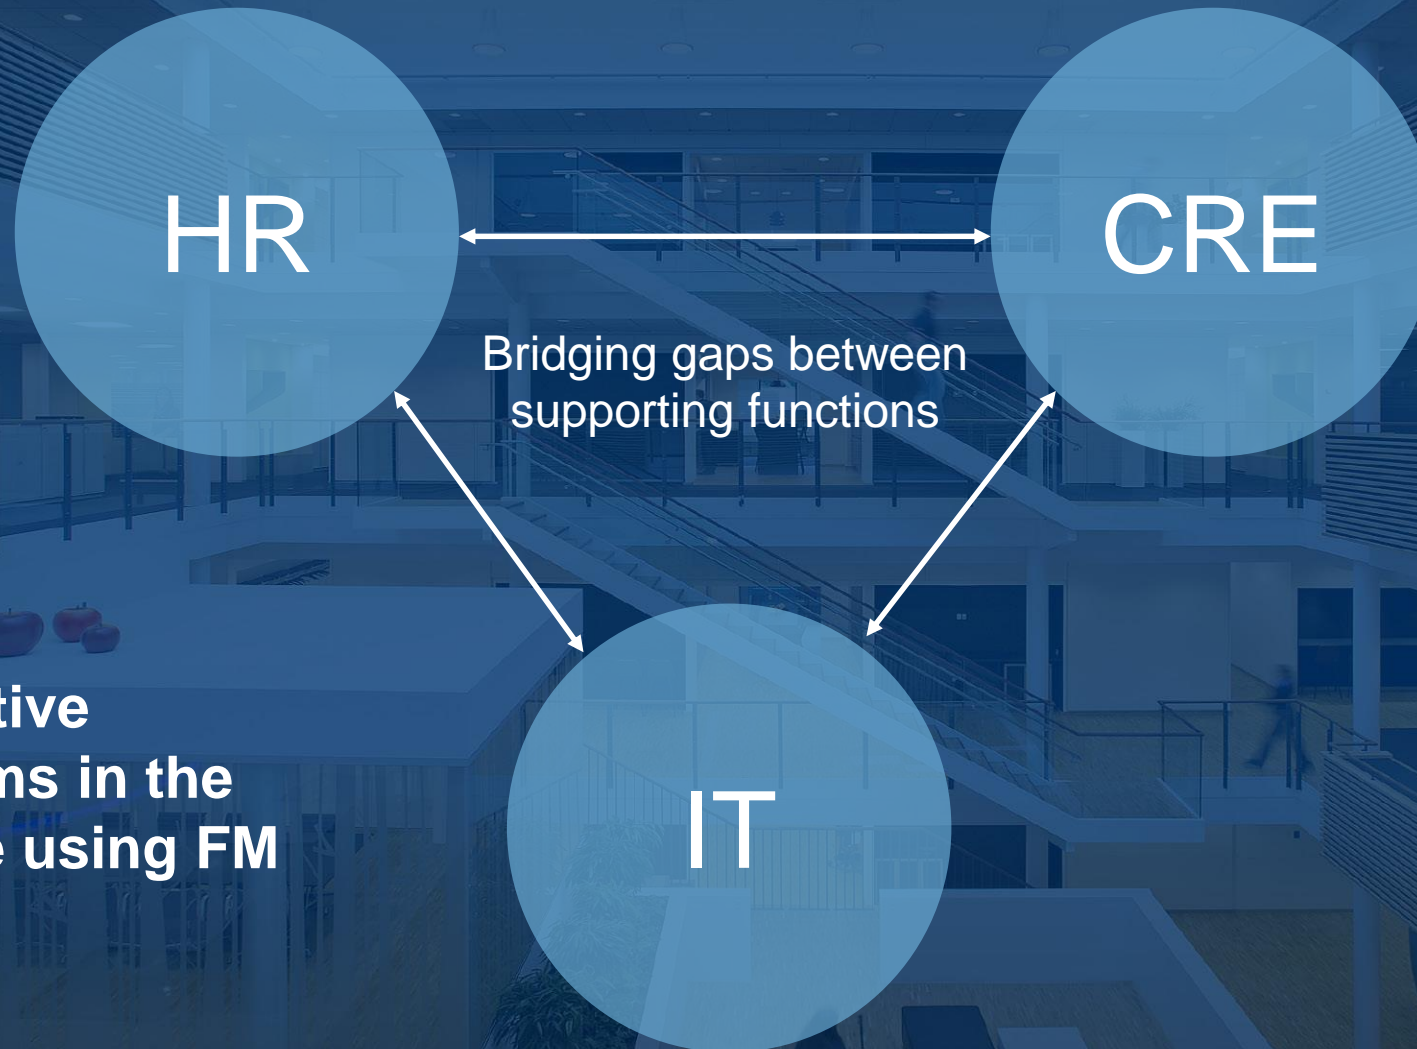 HR
CRE
Bridging gaps between
supporting functions
tive
ms in the
using FM
IT